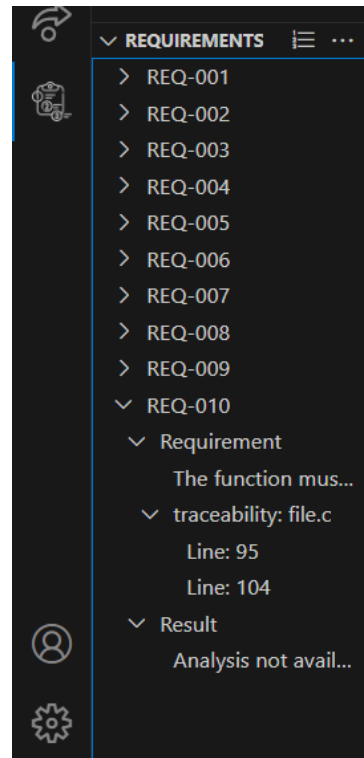 REQUIREMENTS
REQ-001
REQ-002
REQ-003
REQ-004
REQ-005
REQ-006
REQ-007
REQ-008
REQ-009
REQ-010
Requirement
The function mus...
traceability: file.c
Line: 95
Line: 104
Result
Analysis not avail...